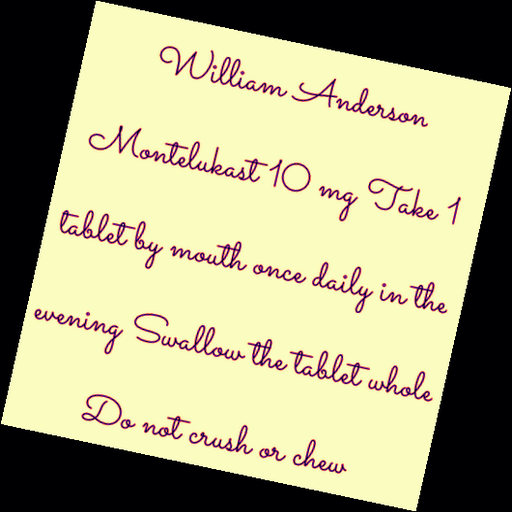 William Anderson
Montelukast 10 mg Take 1
tablet by mouth once daily in the
evening Swallow the tablet whole
Do not crush or chew